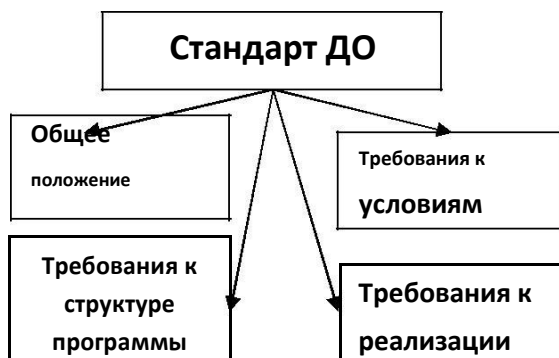 Стандарт ДО
Общее
положение
Требования к
условиям
Требования к
структуре
программы
Требования к
реализации